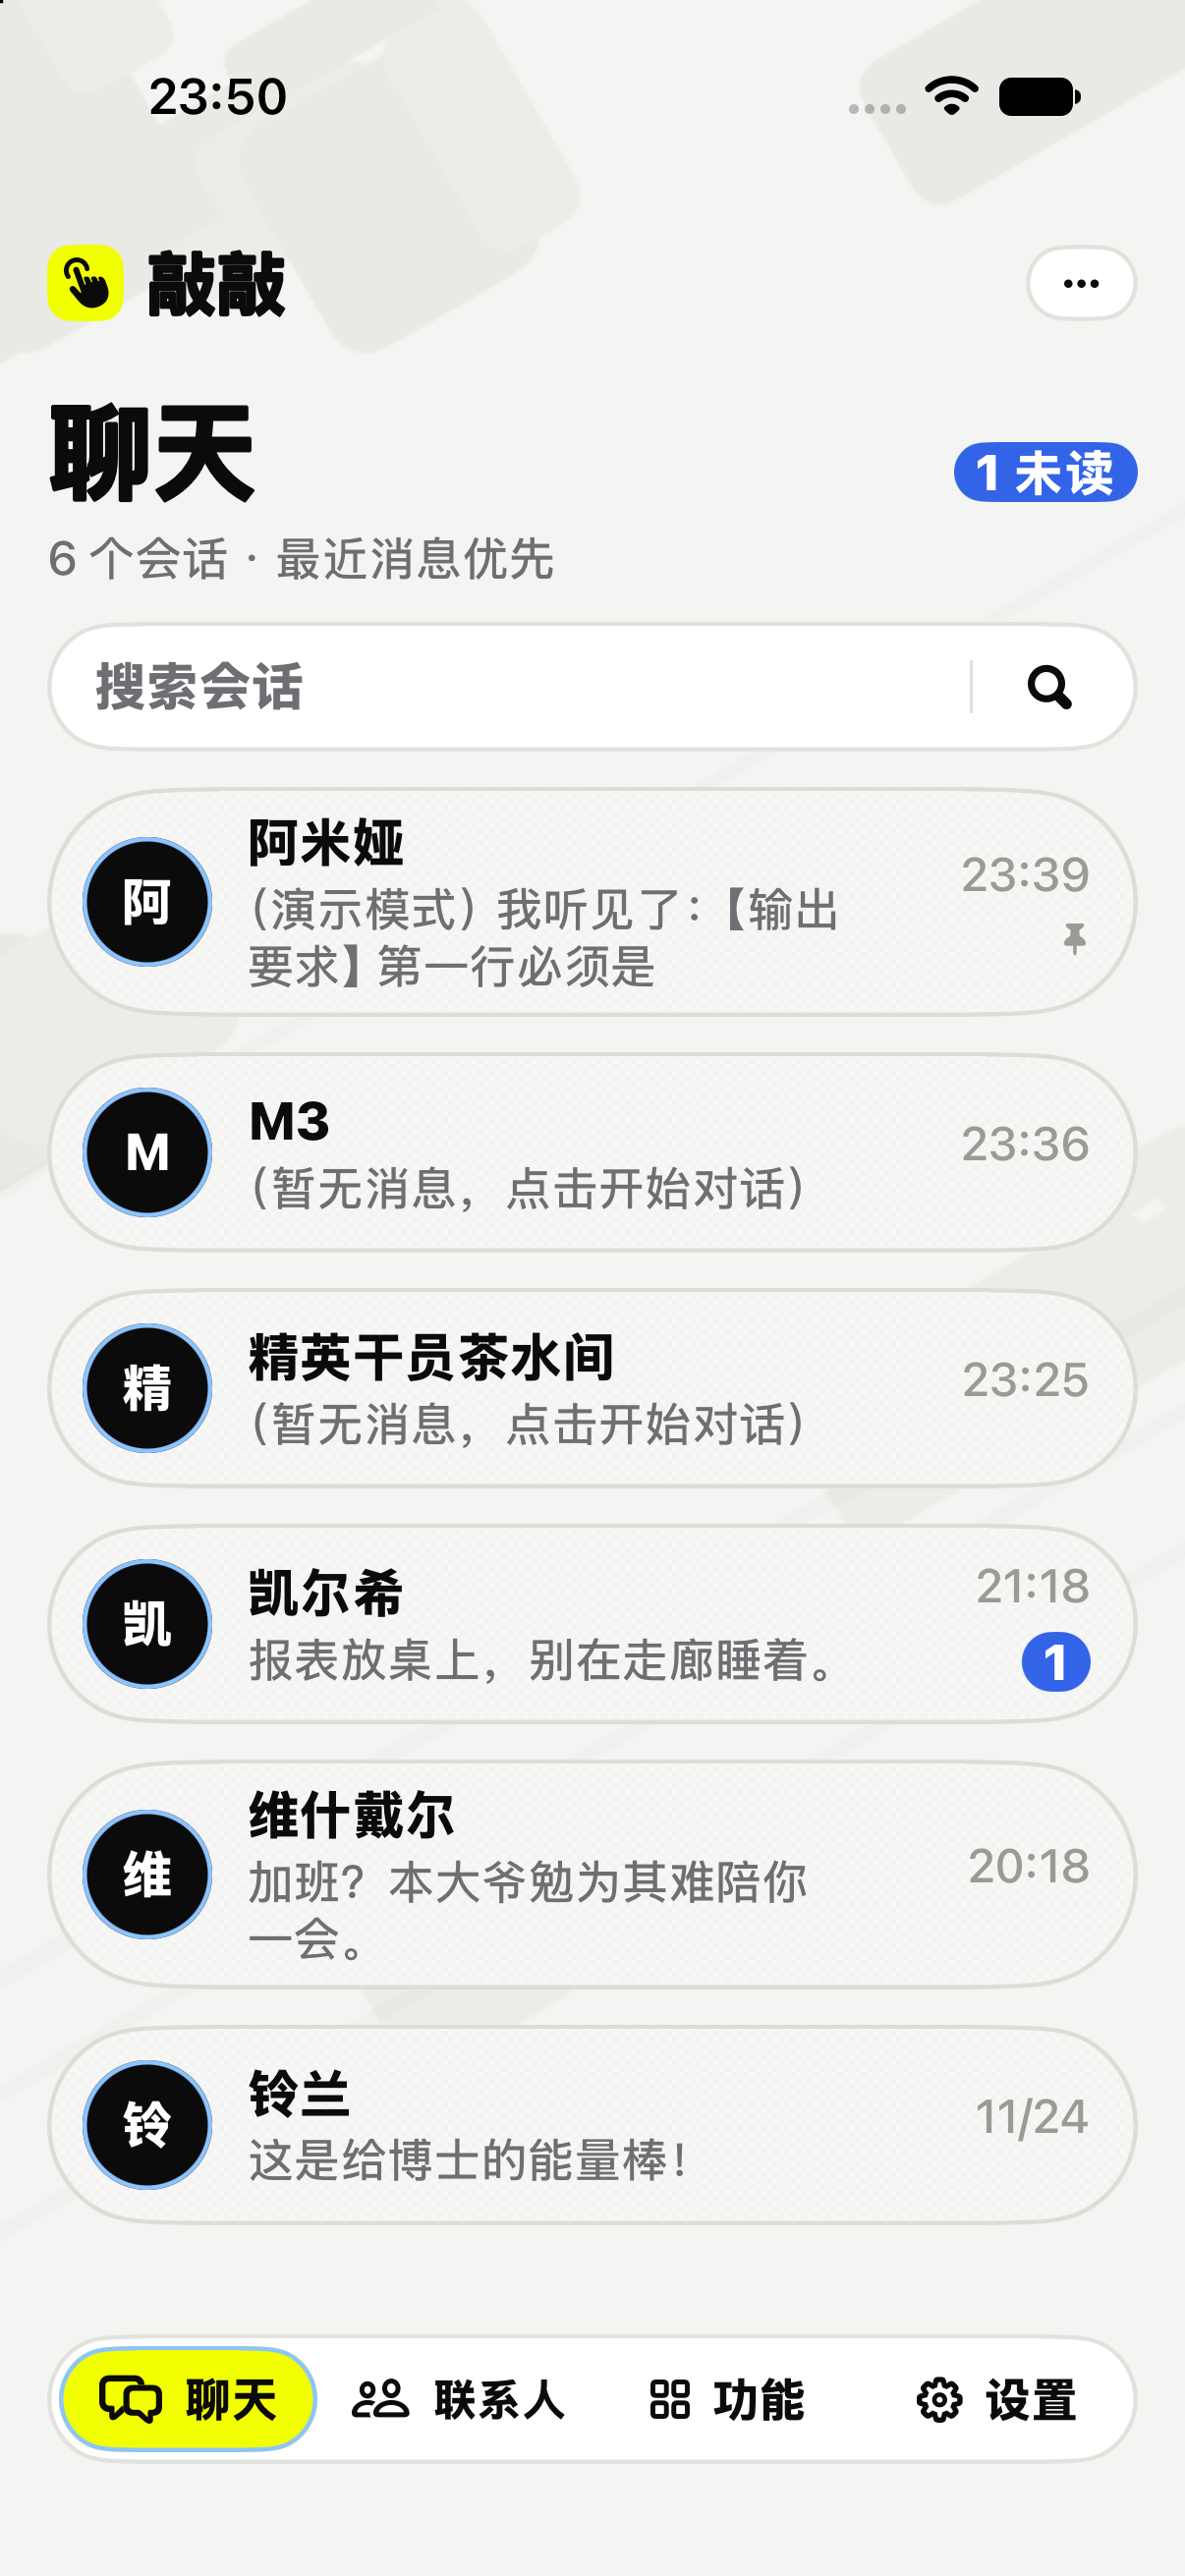 23:50
敲敲
聊天
1 未读
6 个会话 · 最近消息优先
搜索会话
阿
阿米娅
23:39
（演示模式）我听见了：【输出
要求】第一行必须是
M
M3
23:36
（暂无消息，点击开始对话）
精
精英干员茶水间
23:25
（暂无消息，点击开始对话）
凯
凯尔希
21:18
报表放桌上，别在走廊睡着。
1
维
维什戴尔
20:18
加班？本大爷勉为其难陪你
一会。
铃
铃兰
11/24
这是给博士的能量棒！
聊天
联系人
功能
设置